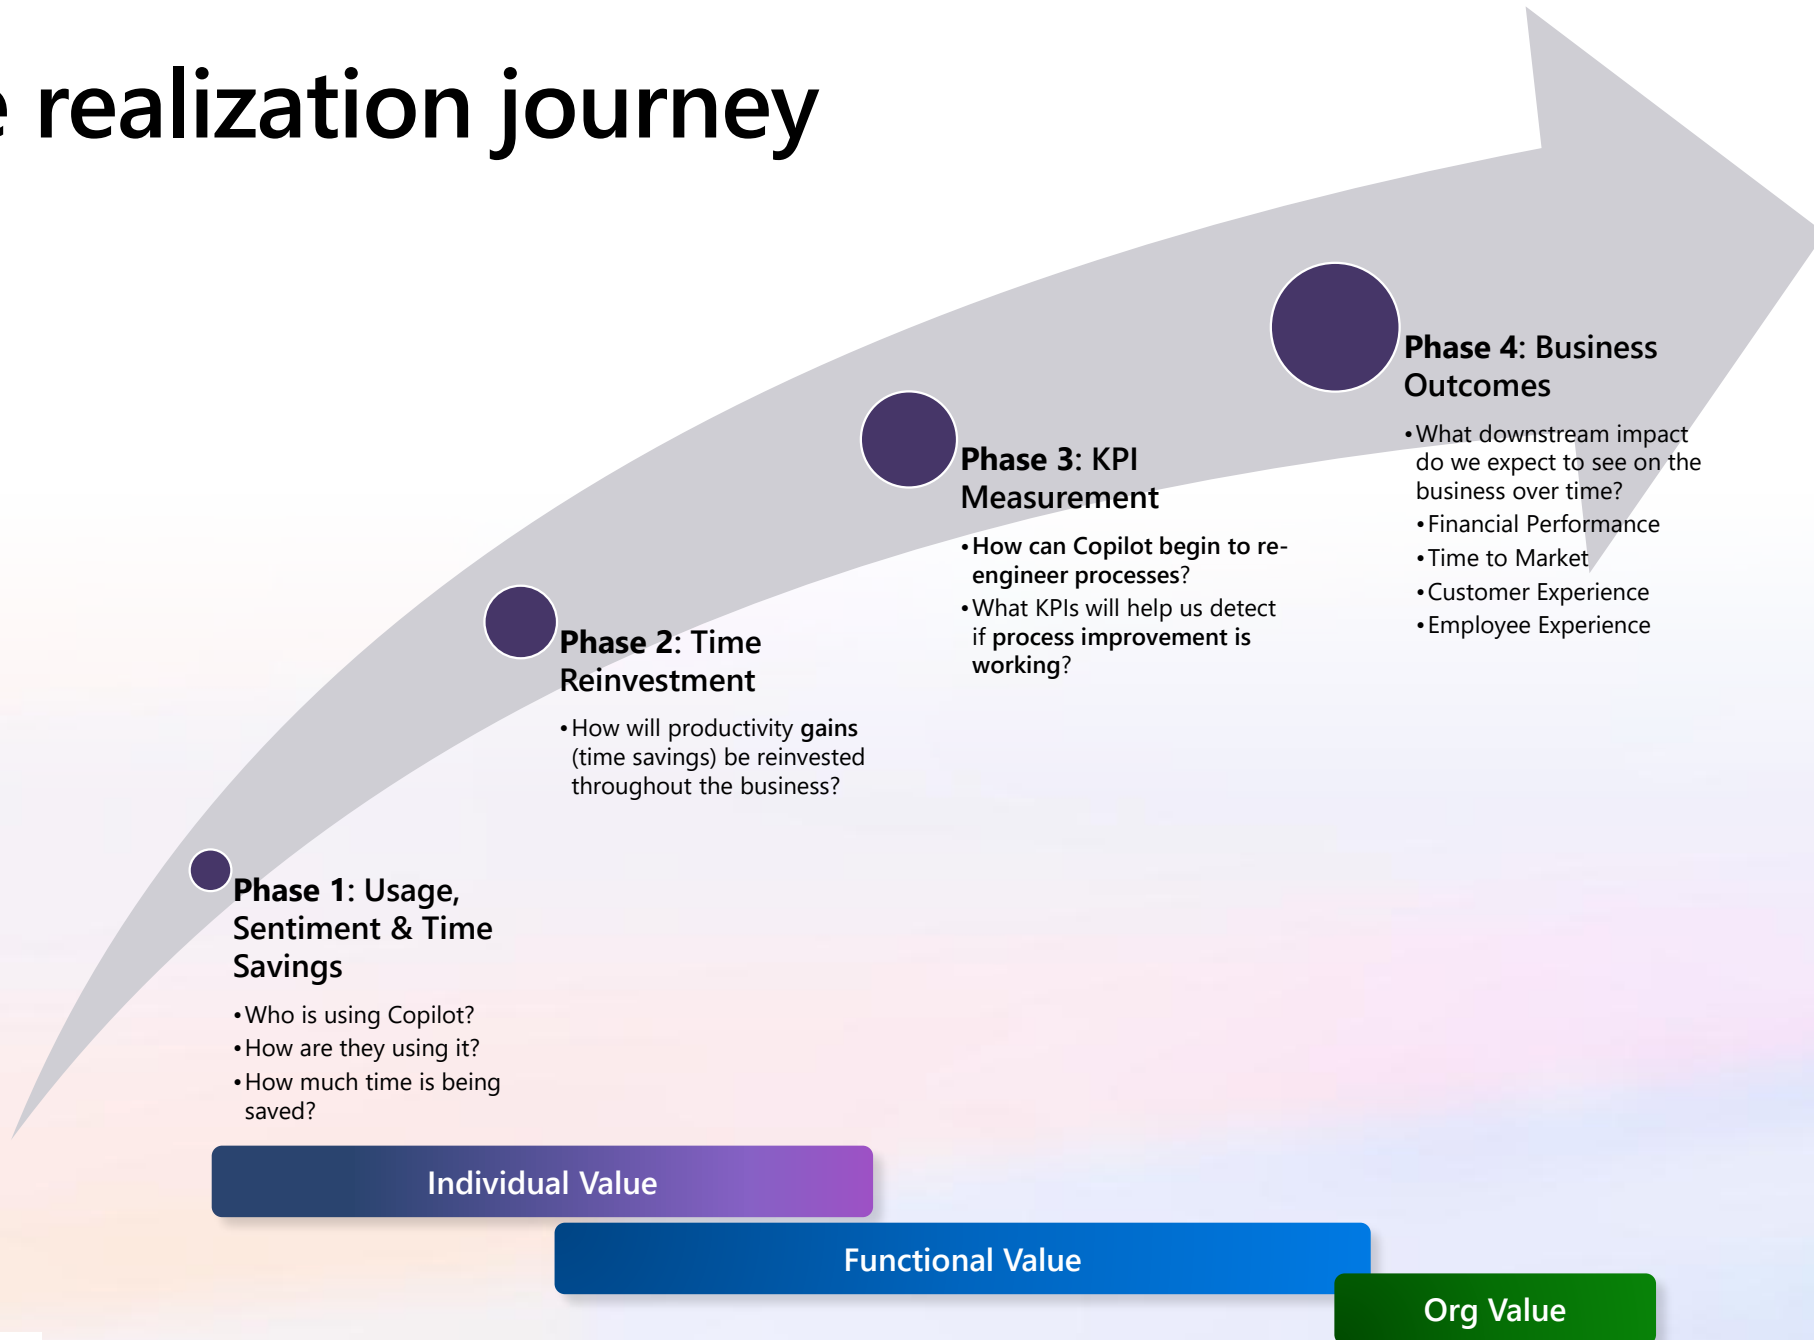 realization journey
Phase 4: Business
Outcomes
•What downstream impact
do we expect to see on the
business over time?
•Financial Performance
•Time to Market
•Customer Experience
•Employee Experience
Phase 3: KPI
Measurement
•How can Copilot begin to re-
engineer processes?
•What KPIs will help us detect
if process improvement is
working?
Phase 2: Time
Reinvestment
•How will productivity gains
(time savings) be reinvested
throughout the business?
Phase 1: Usage,
Sentiment & Time
Savings
•Who is using Copilot?
•How are they using it?
•How much time is being
saved?
Individual Value
Functional Value
Org Value